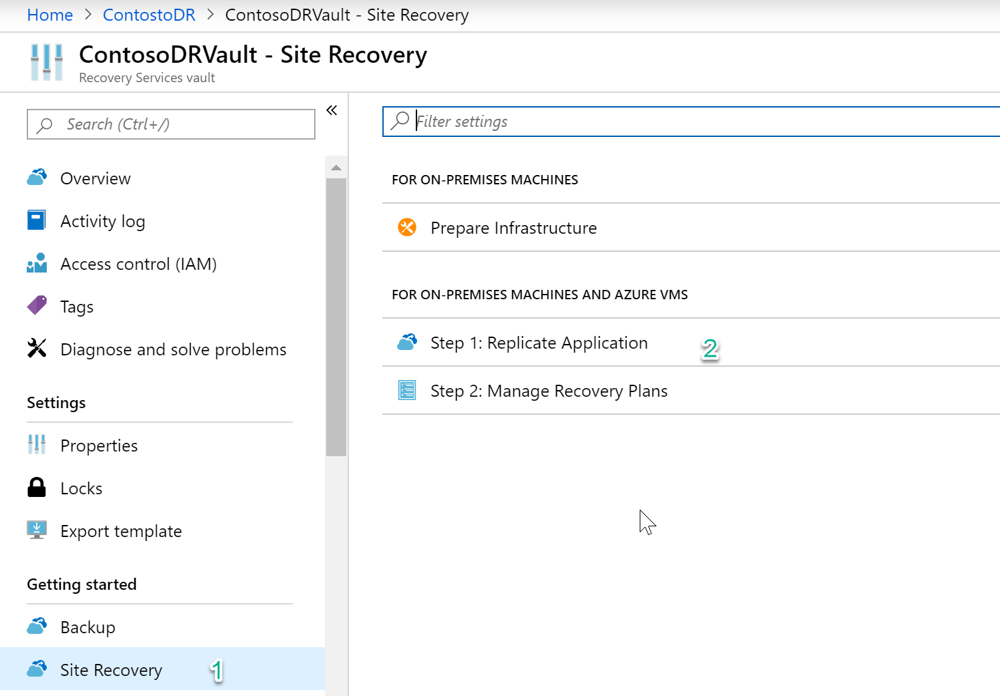 Home > ContostoDR > ContosoDRVault - Site Recovery
ContosoDRVault - Site Recovery
Recovery Services vault
«
Search (Ctrl+/)
Overview
Activity log
Access control (IAM)
Tags
Diagnose and solve problems
Settings
Properties
Locks
Export template
Getting started
Backup
Site Recovery 1
Filter settings
FOR ON-PREMISES MACHINES
Prepare Infrastructure
FOR ON-PREMISES MACHINES AND AZURE VMS
Step 1: Replicate Application 2
Step 2: Manage Recovery Plans